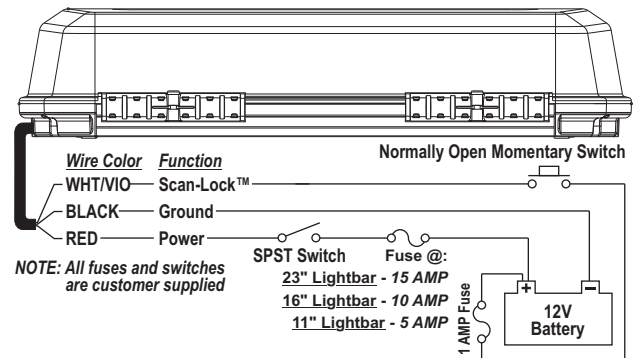 Normally Open Momentary Switch
Wire Color Function
WHT/VIO Scan-Lock™
BLACK Ground
RED Power
SPST Switch
Fuse @:
23" Lightbar - 15 AMP
16" Lightbar - 10 AMP
11" Lightbar - 5 AMP
NOTE: All fuses and switches
are customer supplied
1 AMP Fuse
+ −
12V
Battery